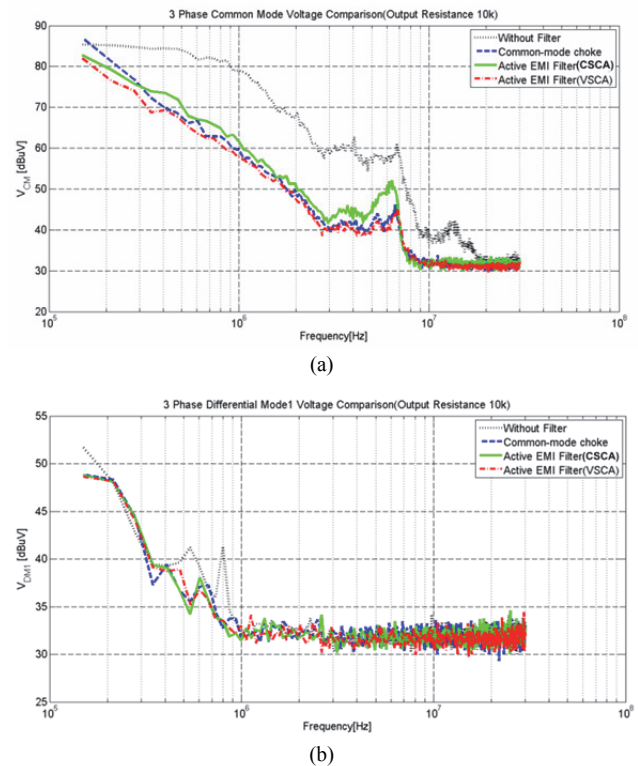 3 Phase Common Mode Voltage Comparison(Output Resistance 10k)
90
80
70
60
50
40
30
20
V_CM [dBuV]
Without Filter
Common-mode choke
Active EMI Filter(CSCA)
Active EMI Filter(VSCA)
10^5
10^6
10^7
10^8
Frequency[Hz]
(a)
3 Phase Differential Mode1 Voltage Comparison(Output Resistance 10k)
55
50
45
40
35
30
25
V_DM1 [dBuV]
Without Filter
Common-mode choke
Active EMI Filter(CSCA)
Active EMI Filter(VSCA)
10^5
10^6
10^7
10^8
Frequency[Hz]
(b)